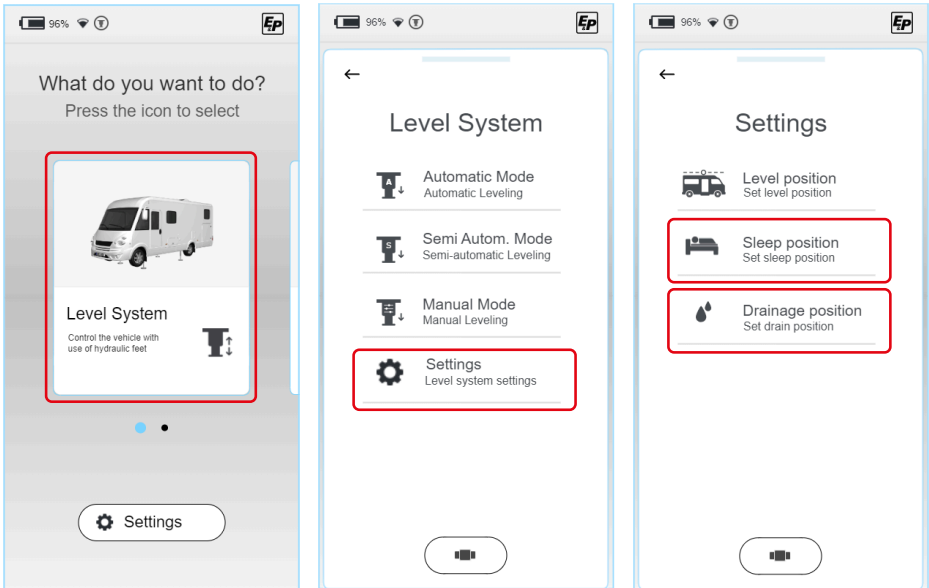 96%
EP
What do you want to do?
Press the icon to select
Level System
Control the vehicle with
use of hydraulic feet
Settings
96%
EP
Level System
A
Automatic Mode
Automatic Leveling
S
Semi Autom. Mode
Semi-automatic Leveling
Manual Mode
Manual Leveling
Settings
Level system settings
96%
EP
Settings
Level position
Set level position
Sleep position
Set sleep position
Drainage position
Set drain position